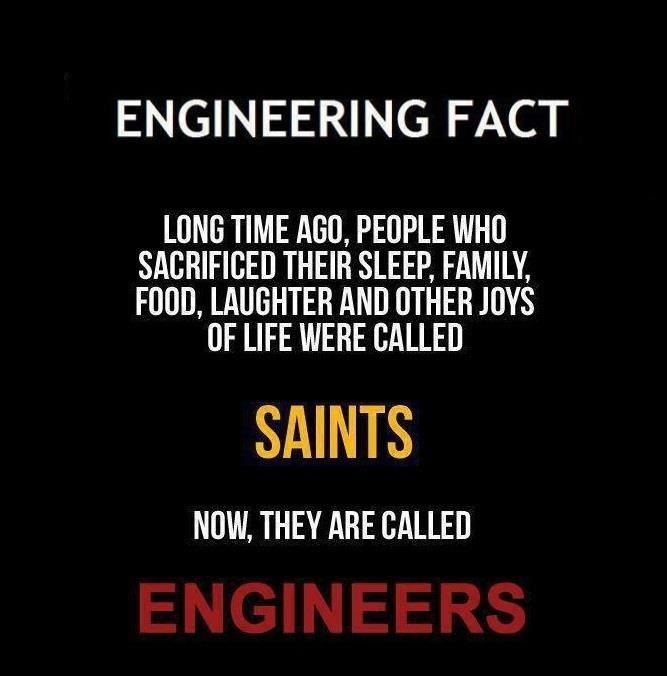 ENGINEERING FACT
LONG TIME AGO, PEOPLE WHO
SACRIFICED THEIR SLEEP, FAMILY,
FOOD, LAUGHTER AND OTHER JOYS
OF LIFE WERE CALLED
SAINTS
NOW, THEY ARE CALLED
ENGINEERS